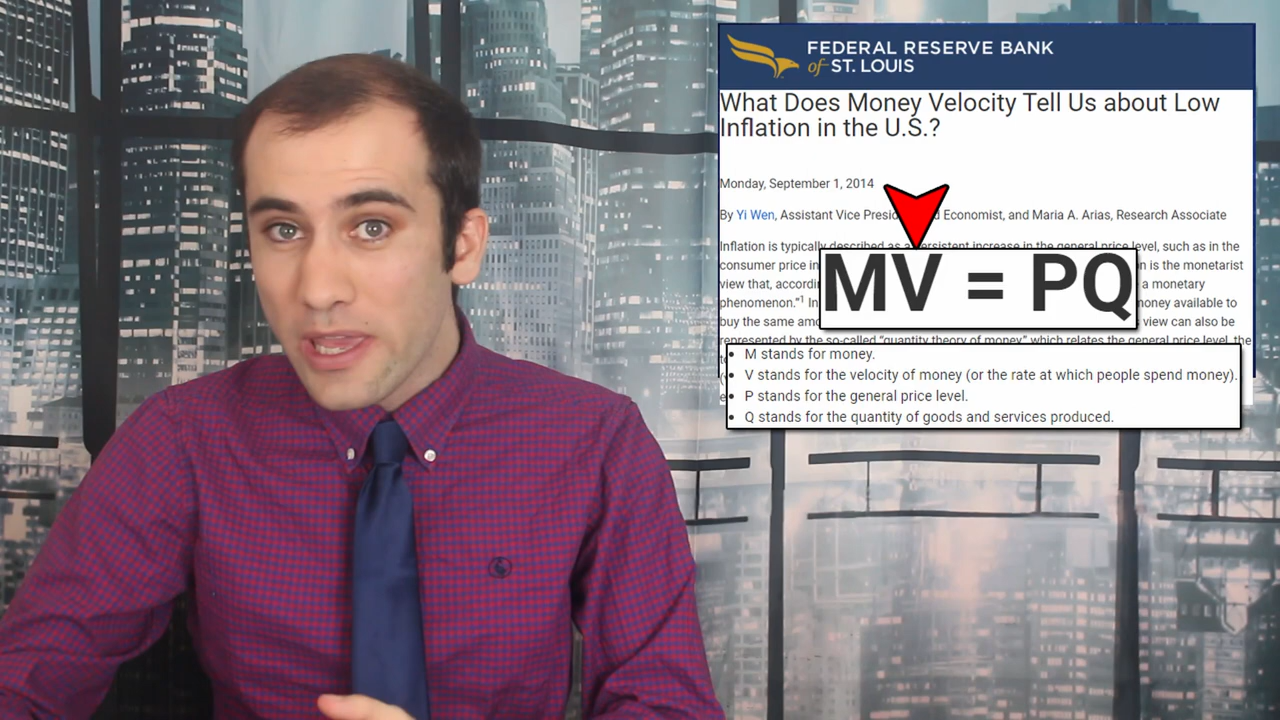 FEDERAL RESERVE BANK
of ST. LOUIS
What Does Money Velocity Tell Us about Low
Inflation in the U.S.?
Monday, September 1, 2014
By Yi Wen, Assistant Vice Economist, and Maria A. Arias, Research Associate
Inflation is typically described as a persistent increase in the general price level, such as in the
consumer price in n is the monetarist
view that, accordin a monetary
phenomenon."1 In oney available to
MV = PQ
buy the same amo view can also be
represented by the so-called "quantity theory of money" which relates the general price level, the
• M stands for money.
• V stands for the velocity of money (or the rate at which people spend money).
• P stands for the general price level.
• Q stands for the quantity of goods and services produced.